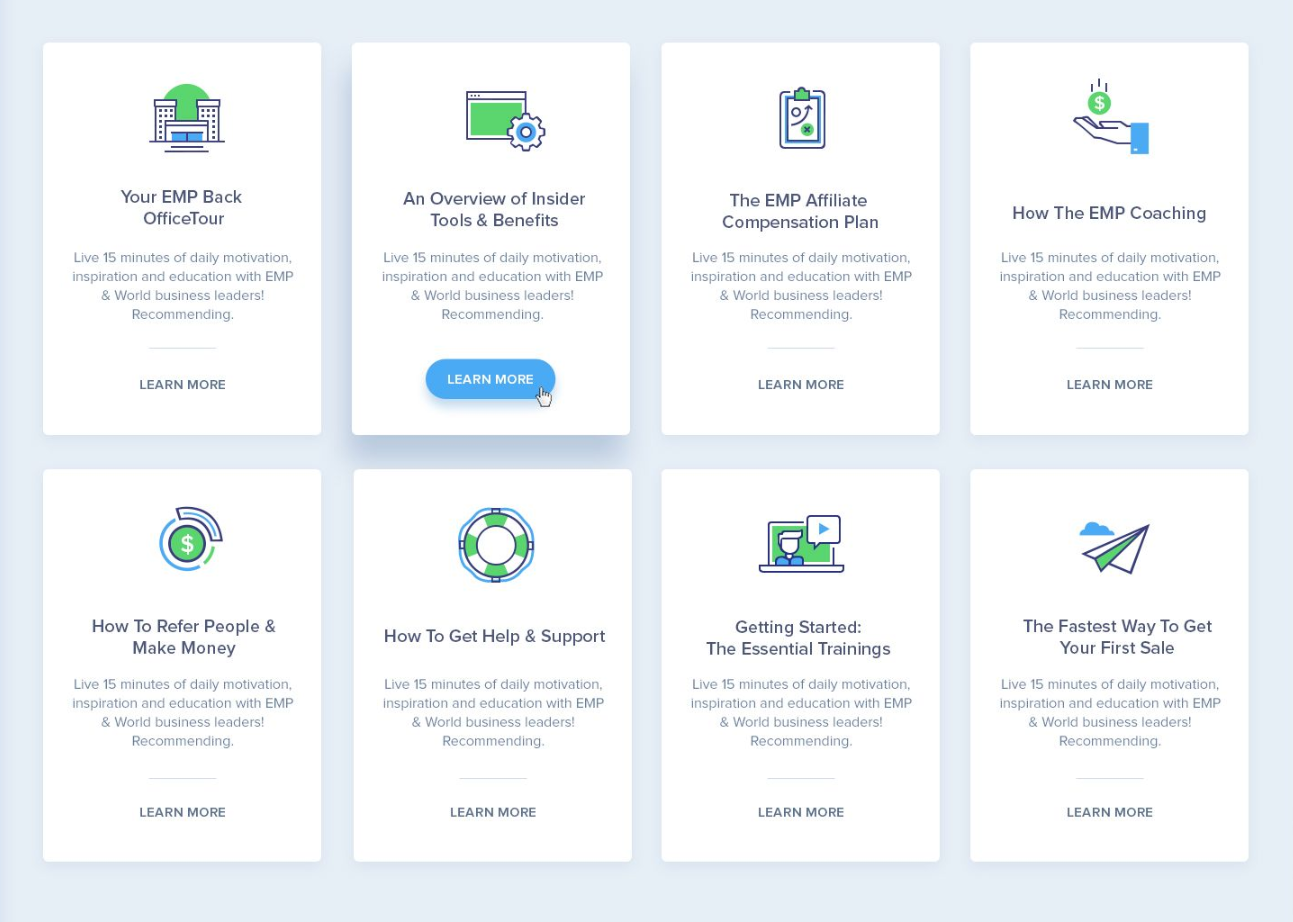 Your EMP Back
OfficeTour
Live 15 minutes of daily motivation,
inspiration and education with EMP
& World business leaders!
Recommending.
LEARN MORE
An Overview of Insider
Tools & Benefits
Live 15 minutes of daily motivation,
inspiration and education with EMP
& World business leaders!
Recommending.
LEARN MORE
The EMP Affiliate
Compensation Plan
Live 15 minutes of daily motivation,
inspiration and education with EMP
& World business leaders!
Recommending.
LEARN MORE
$
How The EMP Coaching
Live 15 minutes of daily motivation,
inspiration and education with EMP
& World business leaders!
Recommending.
LEARN MORE
$
How To Refer People &
Make Money
Live 15 minutes of daily motivation,
inspiration and education with EMP
& World business leaders!
Recommending.
LEARN MORE
How To Get Help & Support
Live 15 minutes of daily motivation,
inspiration and education with EMP
& World business leaders!
Recommending.
LEARN MORE
Getting Started:
The Essential Trainings
Live 15 minutes of daily motivation,
inspiration and education with EMP
& World business leaders!
Recommending.
LEARN MORE
The Fastest Way To Get
Your First Sale
Live 15 minutes of daily motivation,
inspiration and education with EMP
& World business leaders!
Recommending.
LEARN MORE